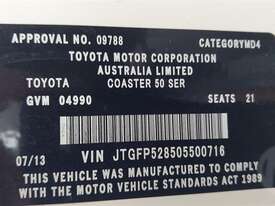 APPROVAL NO. 09788 CATEGORYMD4
TOYOTA MOTOR CORPORATION
AUSTRALIA LIMITED
TOYOTA COASTER 50 SER
GVM 04990 SEATS 21
07/13 VIN JTGFP528505500716
THIS VEHICLE WAS MANUFACTURED TO COMPLY
WITH THE MOTOR VEHICLE STANDARDS ACT 1989